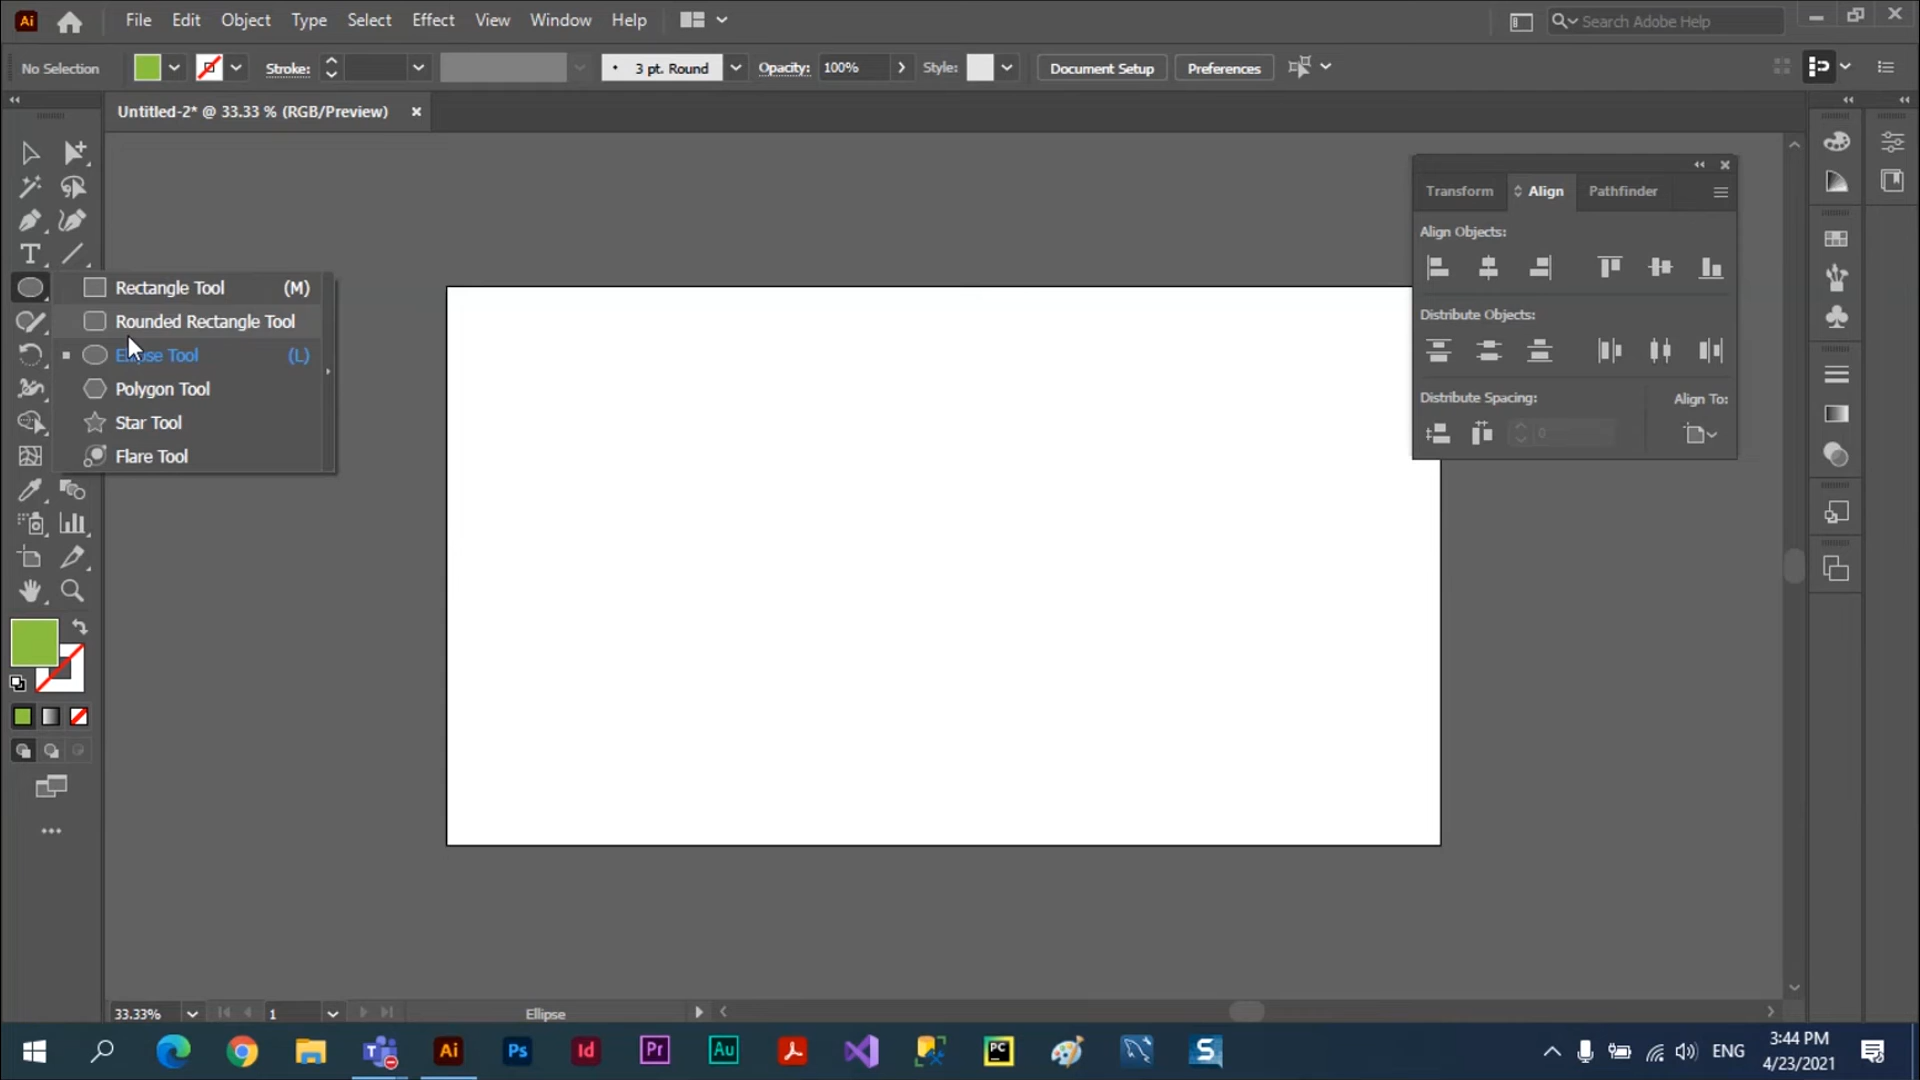 Ai File Edit Object Type Select Effect View Window Help Search Adobe Help
No Selection Stroke: 3 pt. Round Opacity: 100% Style: Document Setup Preferences
Untitled-2* @ 33.33 % (RGB/Preview)
Transform Align Pathfinder
Align Objects:
Distribute Objects:
Distribute Spacing: Align To:
0
Rectangle Tool (M)
Rounded Rectangle Tool
Ellipse Tool (L)
Polygon Tool
Star Tool
Flare Tool
33.33% 1 Ellipse
Ai Ps Id Pr Au PC S ENG 3:44 PM
4/23/2021